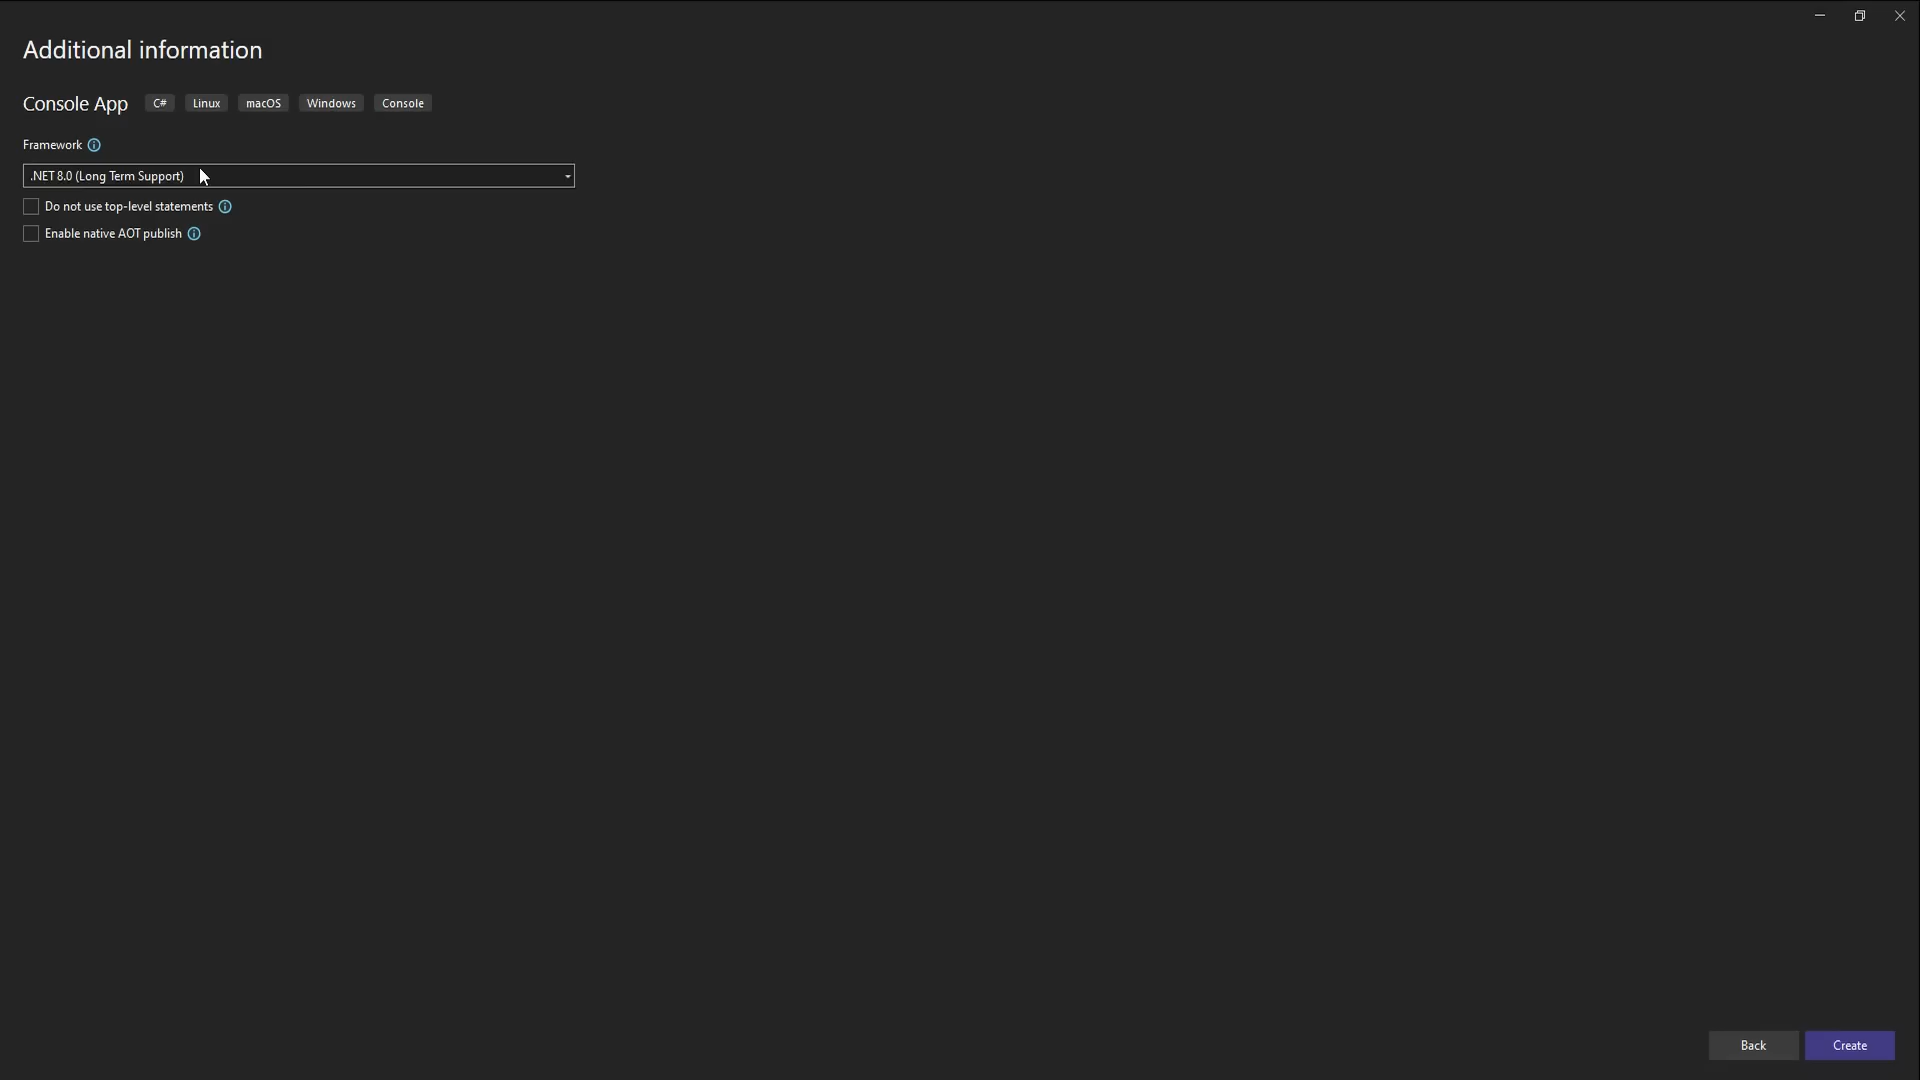 Additional information
Console App C# Linux macOS Windows Console
Framework
.NET 8.0 (Long Term Support)
Do not use top-level statements
Enable native AOT publish
Back Create